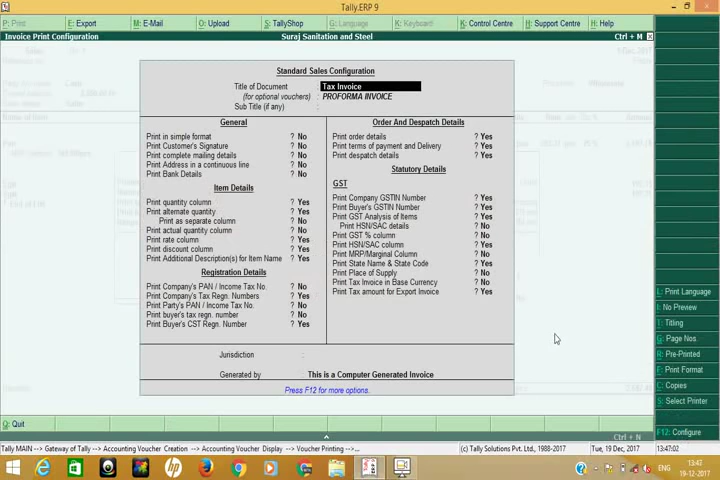 Tally.ERP 9
P: Print
E: Export
M: E-Mail
O: Upload
S: TallyShop
G: Language
K: Keyboard
K: Control Centre
H: Support Centre
H: Help
Invoice Print Configuration
Suraj Sanitation and Steel
Ctrl + M
Standard Sales Configuration
Title of Document : Tax Invoice
(for optional vouchers) : PROFORMA INVOICE
Sub Title (if any) :
General
Print in simple format ? No
Print Customer's Signature ? No
Print complete mailing details ? No
Print Address in a continuous line ? No
Print Bank Details ? No
Item Details
Print quantity column ? Yes
Print alternate quantity ? Yes
Print as separate column ? No
Print actual quantity column ? No
Print rate column ? Yes
Print discount column ? Yes
Print Additional Description(s) for Item Name ? Yes
Registration Details
Print Company's PAN / Income Tax No. ? No
Print Company's Tax Regn. Numbers ? Yes
Print Party's PAN / Income Tax No. ? No
Print buyer's tax regn. number ? No
Print Buyer's CST Regn. Number ? Yes
Order And Despatch Details
Print order details ? Yes
Print terms of payment and Delivery ? Yes
Print despatch details ? Yes
Statutory Details
GST
Print Company GSTIN Number ? Yes
Print Buyer's GSTIN Number ? Yes
Print GST Analysis of Items ? Yes
Print HSN/SAC details ? No
Print GST % column ? No
Print HSN/SAC column ? Yes
Print MRP/Marginal Column ? No
Print State Name & State Code ? Yes
Print Place of Supply ? No
Print Tax Invoice in Base Currency ? No
Print Tax amount for Export Invoice ? Yes
Jurisdiction :
Generated by : This is a Computer Generated Invoice
Press F12 for more options.
L: Print Language
I: No Preview
T: Titling
G: Page Nos.
R: Pre-Printed
F: Print Format
C: Copies
S: Select Printer
F12: Configure
Q: Quit
Ctrl + N
Tally MAIN --> Gateway of Tally --> Accounting Voucher Creation --> Accounting Voucher Display --> Voucher Printing -->...
(c) Tally Solutions Pvt. Ltd., 1988-2017
Tue, 19 Dec, 2017
13:47:02
ENG
13:47
19-12-2017